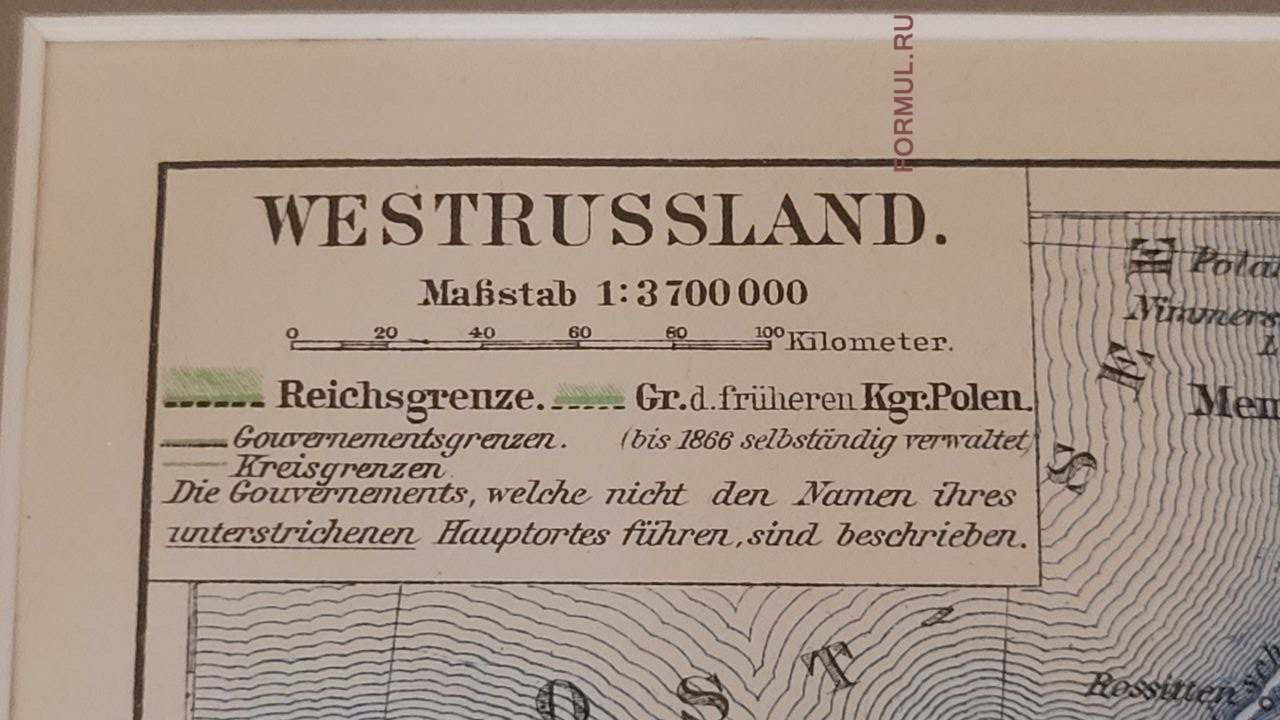 FORMUL.RU
WESTRUSSLAND.
Maßstab 1:3700000
0 20 40 60 80 100 Kilometer.
Reichsgrenze. Gr.d.früheren Kgr.Polen.
Gouvernementsgrenzen. (bis 1866 selbständig verwaltet)
Kreisgrenzen
Die Gouvernements, welche nicht den Namen ihres
unterstrichenen Hauptortes führen, sind beschrieben.
OSTSEE
Rossitten